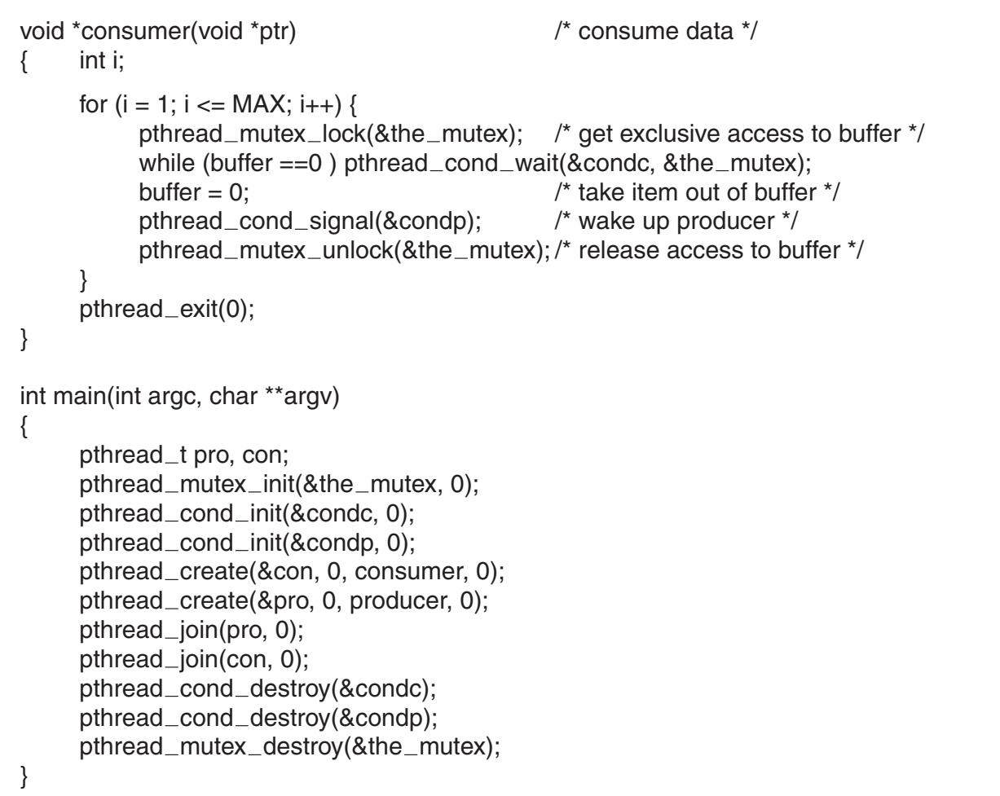 void *consumer(void *ptr) /* consume data */
{ int i;
for (i = 1; i <= MAX; i++) {
pthread_mutex_lock(&the_mutex); /* get exclusive access to buffer */
while (buffer ==0 ) pthread_cond_wait(&condc, &the_mutex);
buffer = 0; /* take item out of buffer */
pthread_cond_signal(&condp); /* wake up producer */
pthread_mutex_unlock(&the_mutex); /* release access to buffer */
}
pthread_exit(0);
}
int main(int argc, char **argv)
{
pthread_t pro, con;
pthread_mutex_init(&the_mutex, 0);
pthread_cond_init(&condc, 0);
pthread_cond_init(&condp, 0);
pthread_create(&con, 0, consumer, 0);
pthread_create(&pro, 0, producer, 0);
pthread_join(pro, 0);
pthread_join(con, 0);
pthread_cond_destroy(&condc);
pthread_cond_destroy(&condp);
pthread_mutex_destroy(&the_mutex);
}